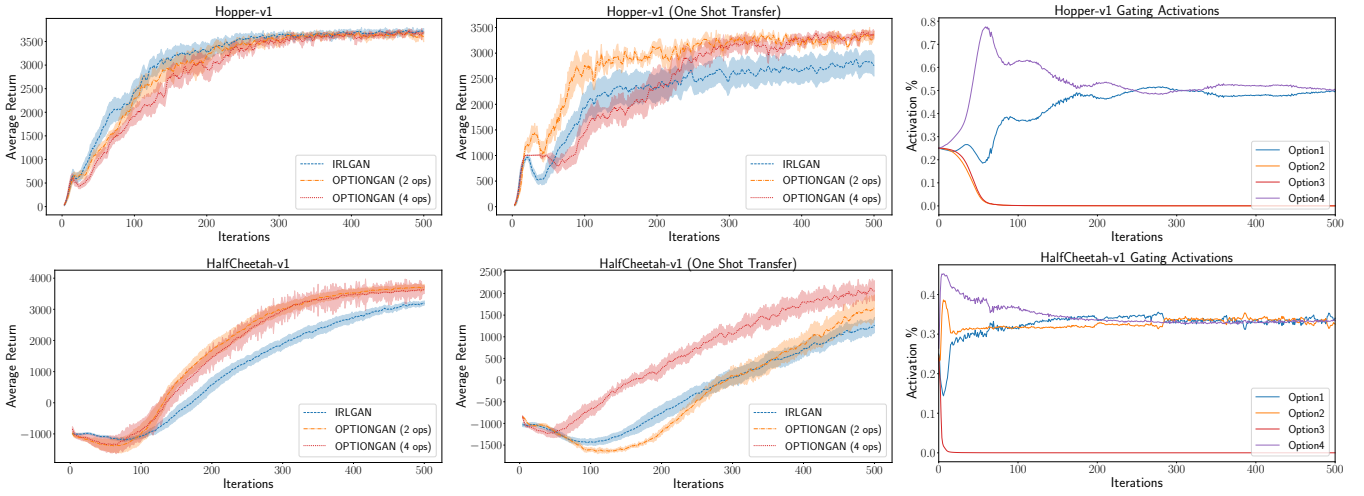 Hopper-v1
Average Return
3500
3000
2500
2000
1500
1000
500
0
IRLGAN
OPTIONGAN (2 ops)
OPTIONGAN (4 ops)
0 100 200 300 400 500
Iterations
Hopper-v1 (One Shot Transfer)
Average Return
3500
3000
2500
2000
1500
1000
500
0
IRLGAN
OPTIONGAN (2 ops)
OPTIONGAN (4 ops)
0 100 200 300 400 500
Iterations
Hopper-v1 Gating Activations
Activation %
0.8
0.7
0.6
0.5
0.4
0.3
0.2
0.1
0.0
Option1
Option2
Option3
Option4
0 100 200 300 400 500
Iterations
HalfCheetah-v1
Average Return
4000
3000
2000
1000
0
−1000
IRLGAN
OPTIONGAN (2 ops)
OPTIONGAN (4 ops)
0 100 200 300 400 500
Iterations
HalfCheetah-v1 (One Shot Transfer)
Average Return
2500
2000
1500
1000
500
0
−500
−1000
−1500
IRLGAN
OPTIONGAN (2 ops)
OPTIONGAN (4 ops)
0 100 200 300 400 500
Iterations
HalfCheetah-v1 Gating Activations
Activation %
0.4
0.3
0.2
0.1
0.0
Option1
Option2
Option3
Option4
0 100 200 300 400 500
Iterations